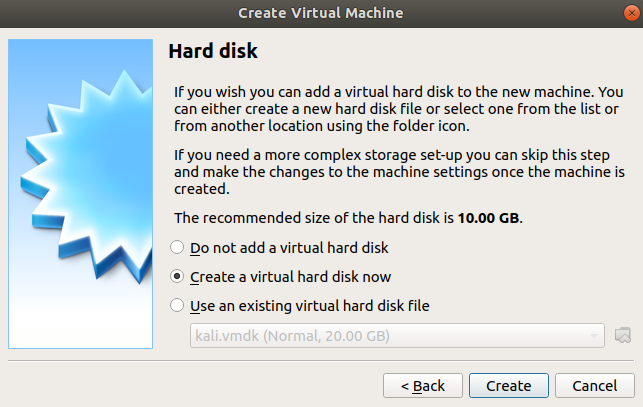 Create Virtual Machine
Hard disk
If you wish you can add a virtual hard disk to the new machine. You
can either create a new hard disk file or select one from the list or
from another location using the folder icon.
If you need a more complex storage set-up you can skip this step
and make the changes to the machine settings once the machine is
created.
The recommended size of the hard disk is 10.00 GB.
Do not add a virtual hard disk
Create a virtual hard disk now
Use an existing virtual hard disk file
kali.vmdk (Normal, 20.00 GB)
< Back
Create
Cancel